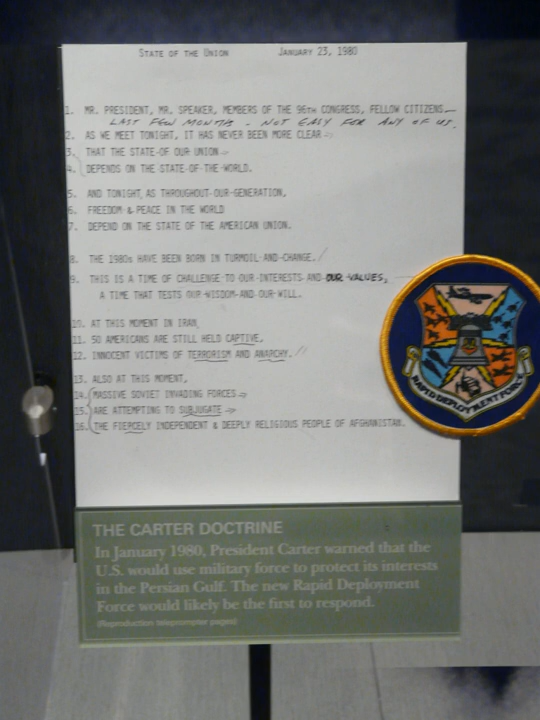 STATE OF THE UNION JANUARY 23, 1980
1. MR. PRESIDENT, MR. SPEAKER, MEMBERS OF THE 96TH CONGRESS, FELLOW CITIZENS
LAST FEW MONTHS - NOT EASY FOR ANY OF US.
2. AS WE MEET TONIGHT, IT HAS NEVER BEEN MORE CLEAR
3. THAT THE STATE-OF OUR UNION
4. DEPENDS ON THE STATE-OF-THE-WORLD.
5. AND TONIGHT, AS THROUGHOUT-OUR-GENERATION,
6. FREEDOM & PEACE IN THE WORLD
7. DEPEND ON THE STATE OF THE AMERICAN UNION.
8. THE 1980s HAVE BEEN BORN IN TURMOIL-AND-CHANGE.
9. THIS IS A TIME OF CHALLENGE-TO-OUR-INTERESTS-AND-OUR-VALUES,
A TIME THAT TESTS OUR-WISDOM-AND-OUR-WILL.
10. AT THIS MOMENT IN IRAN,
11. 50 AMERICANS ARE STILL HELD CAPTIVE,
12. INNOCENT VICTIMS OF TERRORISM AND ANARCHY.
13. ALSO AT THIS MOMENT,
14. MASSIVE SOVIET INVADING FORCES
15. ARE ATTEMPTING TO SUBJUGATE
16. THE FIERCELY INDEPENDENT & DEEPLY RELIGIOUS PEOPLE OF AFGHANISTAN.
RAPID DEPLOYMENT FORCE
THE CARTER DOCTRINE
In January 1980, President Carter warned that the
U.S. would use military force to protect its interests
in the Persian Gulf. The new Rapid Deployment
Force would likely be the first to respond.
(Reproduction teleprompter pages)